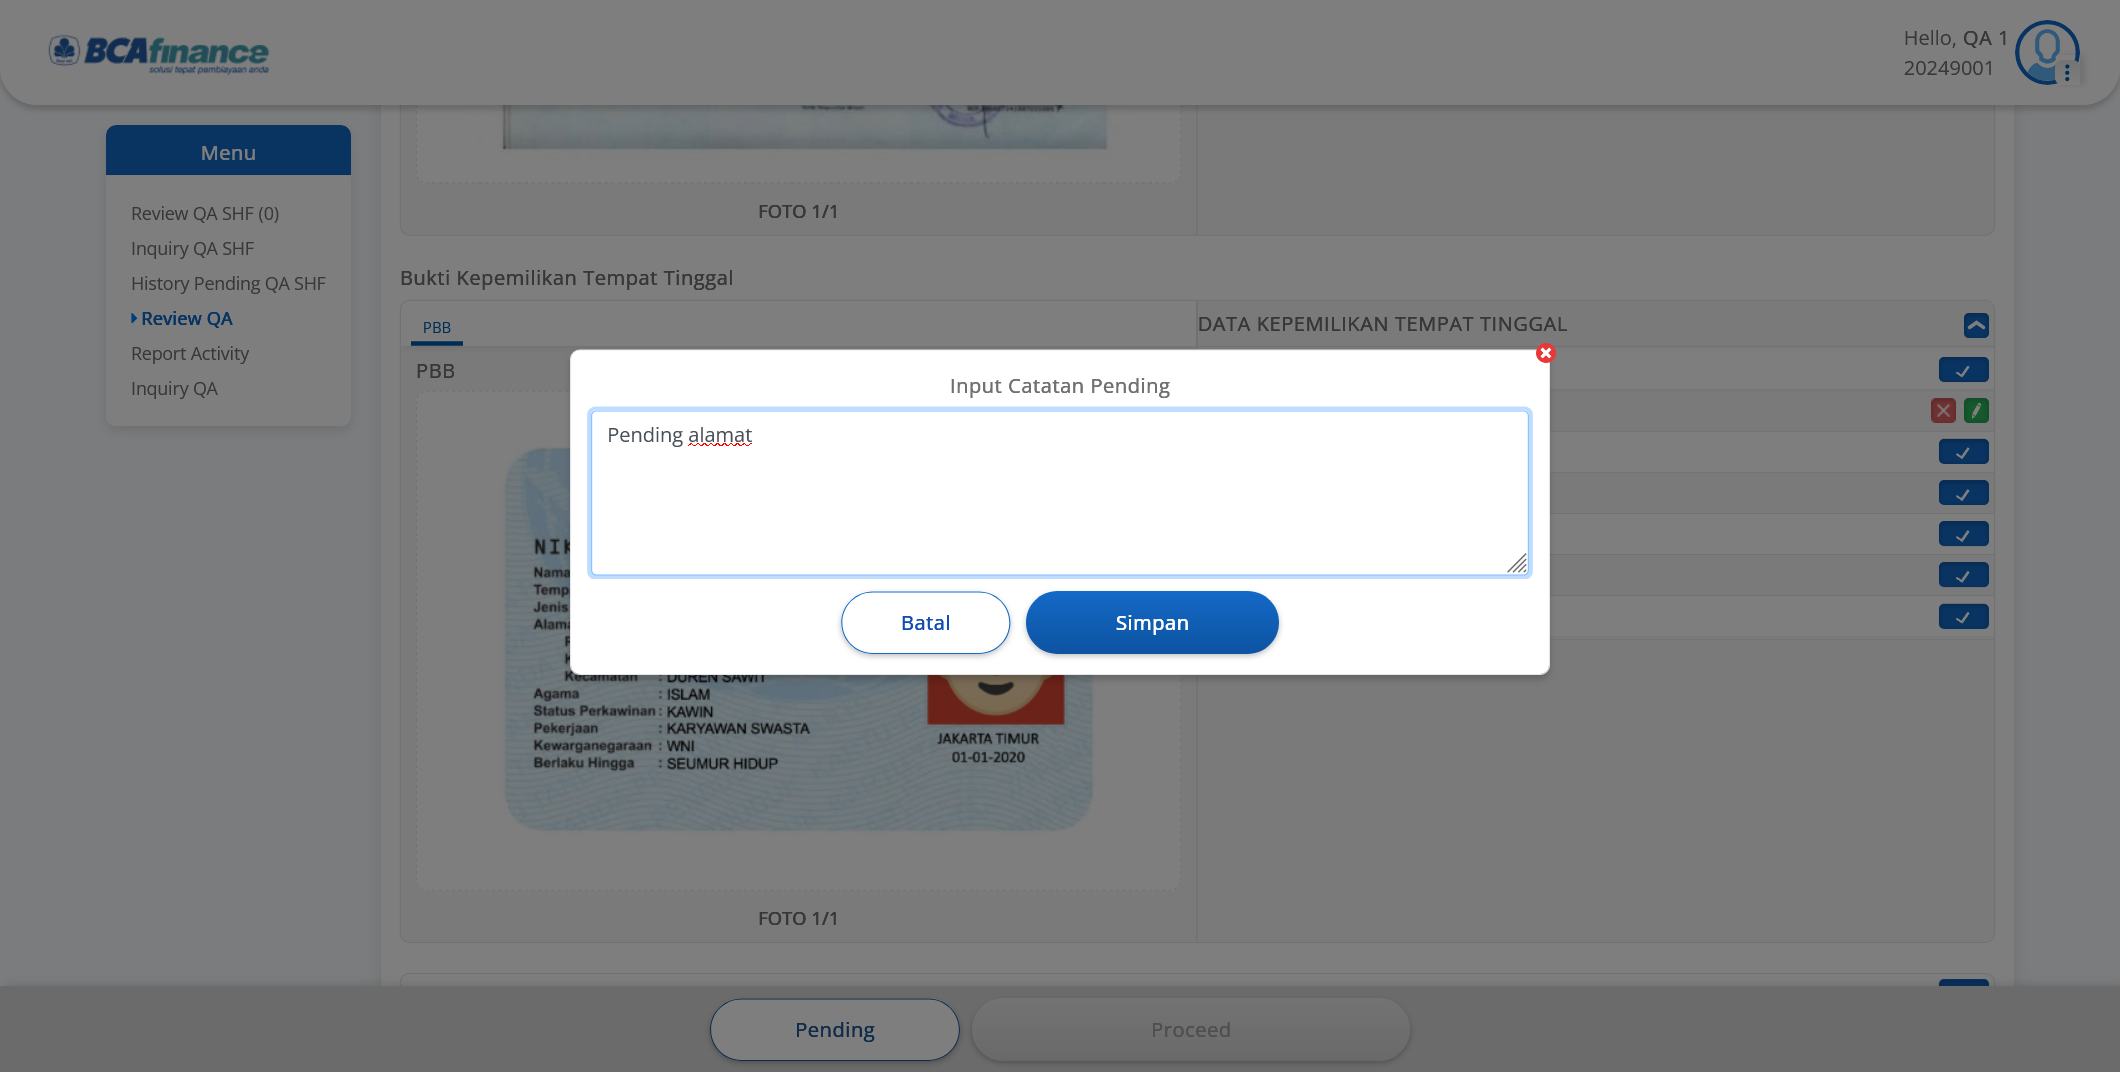 BCAfinance
solusi tepat pembiayaan anda
Hello, QA 1
20249001
Menu
Review QA SHF (0)
Inquiry QA SHF
History Pending QA SHF
Review QA
Report Activity
Inquiry QA
FOTO 1/1
Bukti Kepemilikan Tempat Tinggal
PBB
DATA KEPEMILIKAN TEMPAT TINGGAL
PBB
Input Catatan Pending
Pending alamat
Batal
Simpan
NIK
Nama
Temp
Jenis
Alama
Kecamatan : DUREN SAWIT
Agama : ISLAM
Status Perkawinan : KAWIN
Pekerjaan : KARYAWAN SWASTA
Kewarganegaraan : WNI
Berlaku Hingga : SEUMUR HIDUP
JAKARTA TIMUR
01-01-2020
FOTO 1/1
Pending
Proceed